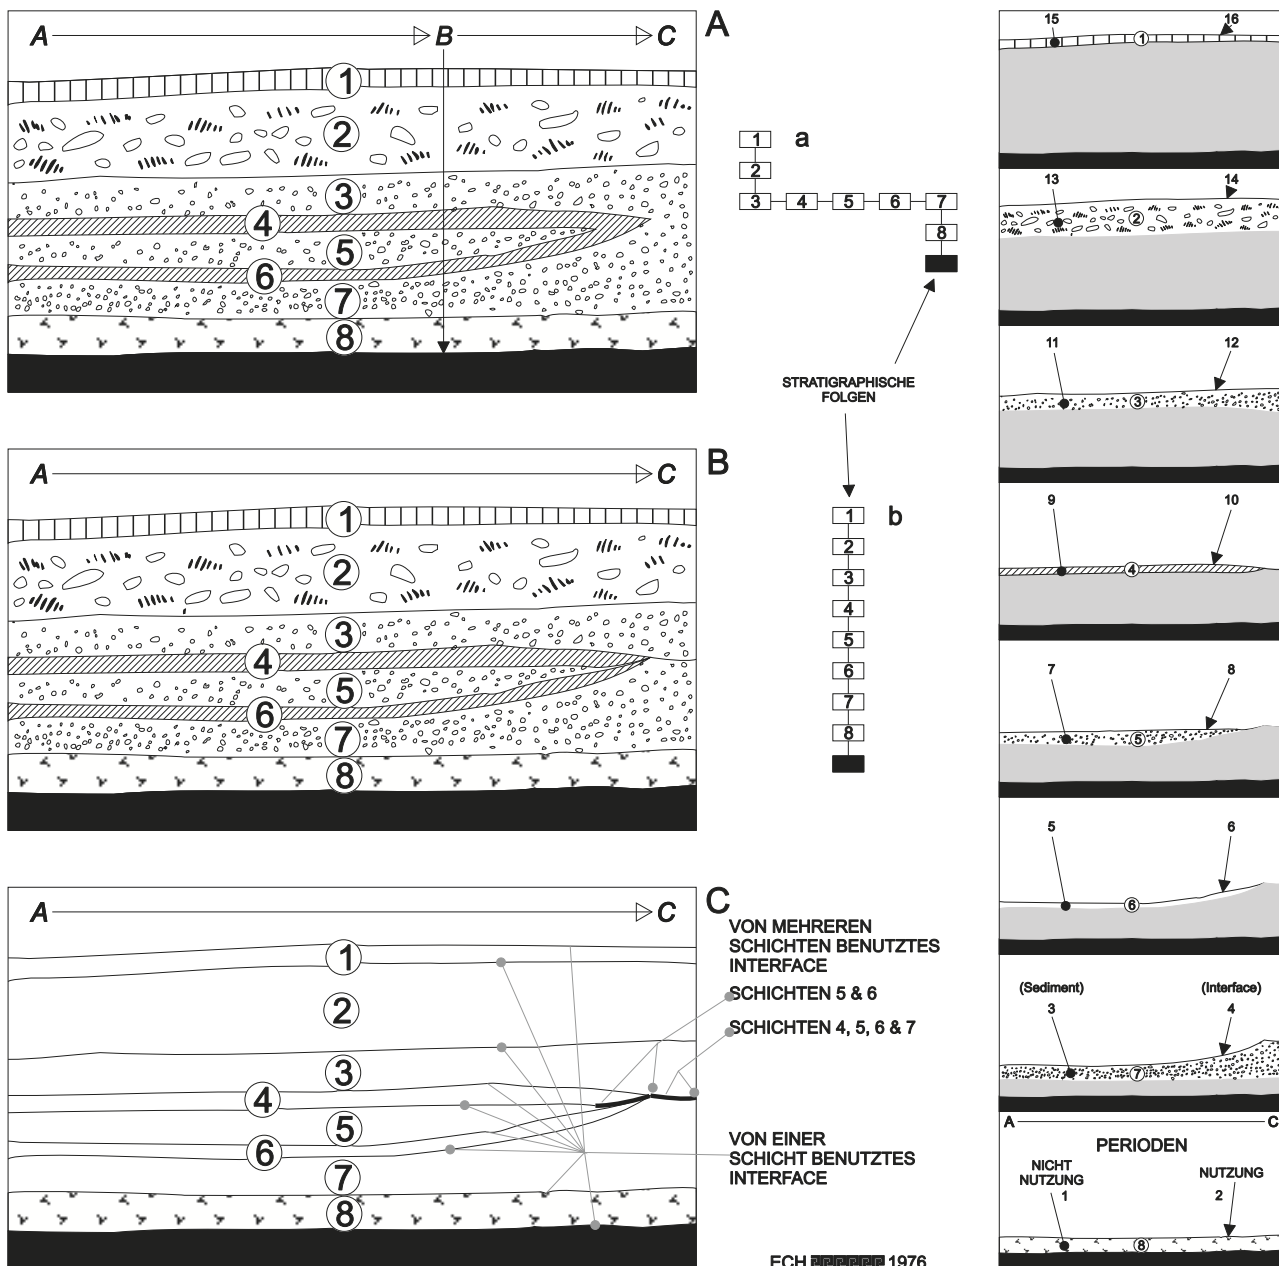 A B C A
1
2
3
4
5
6
7
8
1 a
2
3 4 5 6 7
8
STRATIGRAPHISCHE
FOLGEN
A C B
1
2
3
4
5
6
7
8
1 b
2
3
4
5
6
7
8
A C C
1
2
3
4
5
6
7
8
VON MEHREREN
SCHICHTEN BENUTZTES
INTERFACE
SCHICHTEN 5 & 6
SCHICHTEN 4, 5, 6 & 7
VON EINER
SCHICHT BENUTZTES
INTERFACE
ECH 1976
15 16
1
13 14
2
11 12
3
9 10
4
7 8
5
5 6
6
(Sediment) (Interface)
3 4
7
A C
PERIODEN
NICHT
NUTZUNG NUTZUNG
1 2
8